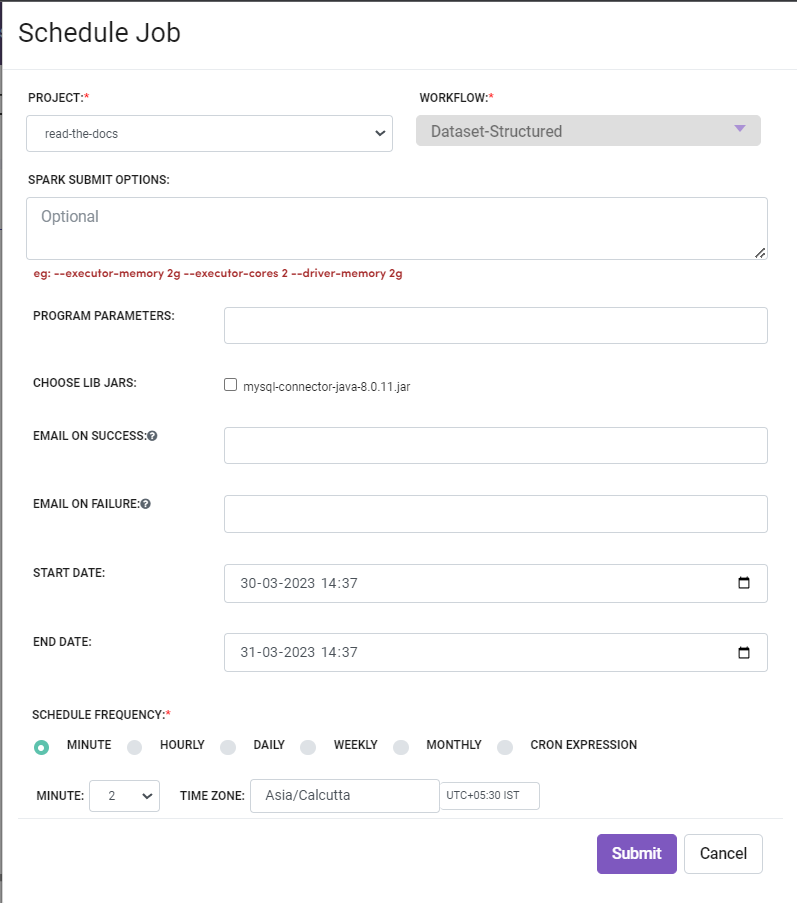 Schedule Job
PROJECT:* WORKFLOW:*
read-the-docs Dataset-Structured
SPARK SUBMIT OPTIONS:
Optional
eg: --executor-memory 2g --executor-cores 2 --driver-memory 2g
PROGRAM PARAMETERS:
CHOOSE LIB JARS: mysql-connector-java-8.0.11.jar
EMAIL ON SUCCESS:?
EMAIL ON FAILURE:?
START DATE: 30-03-2023 14:37
END DATE: 31-03-2023 14:37
SCHEDULE FREQUENCY:*
MINUTE HOURLY DAILY WEEKLY MONTHLY CRON EXPRESSION
MINUTE: 2 TIME ZONE: Asia/Calcutta UTC+05:30 IST
Submit Cancel